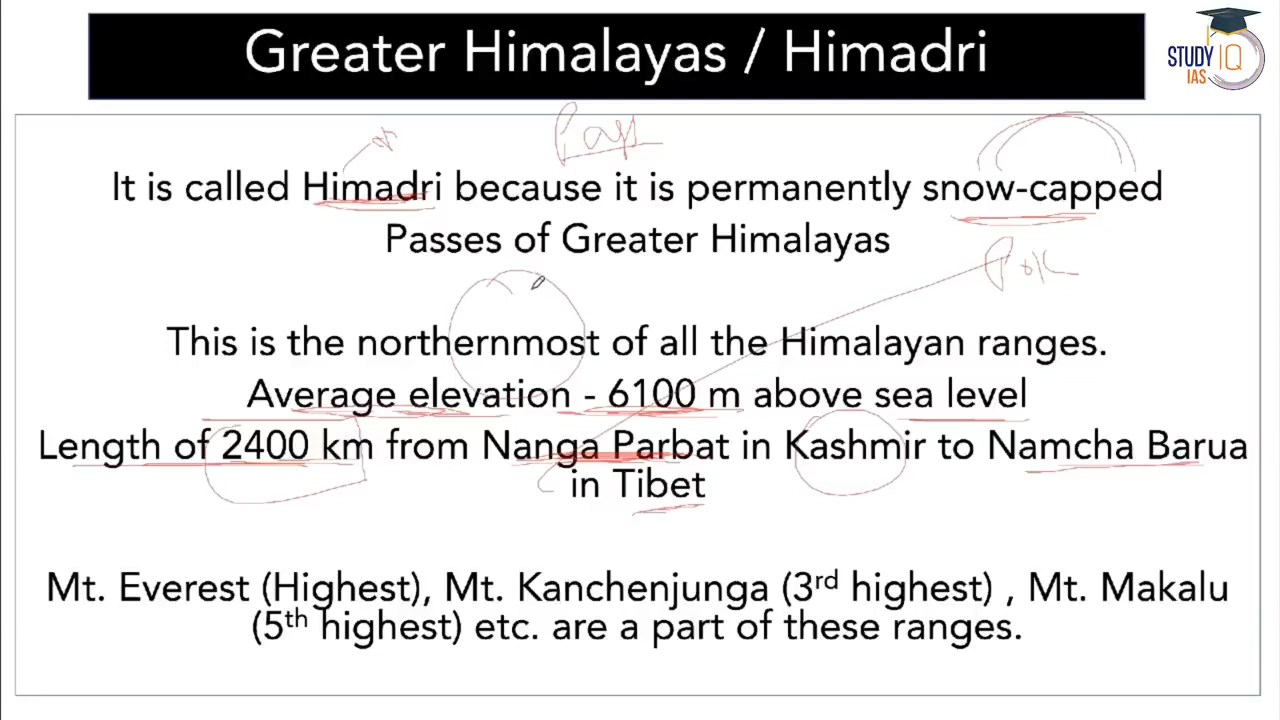 Greater Himalayas / Himadri
STUDY IQ
IAS
It is called Himadri because it is permanently snow-capped
Passes of Greater Himalayas
This is the northernmost of all the Himalayan ranges.
Average elevation - 6100 m above sea level
Length of 2400 km from Nanga Parbat in Kashmir to Namcha Barua
in Tibet
Mt. Everest (Highest), Mt. Kanchenjunga (3rd highest) , Mt. Makalu
(5th highest) etc. are a part of these ranges.